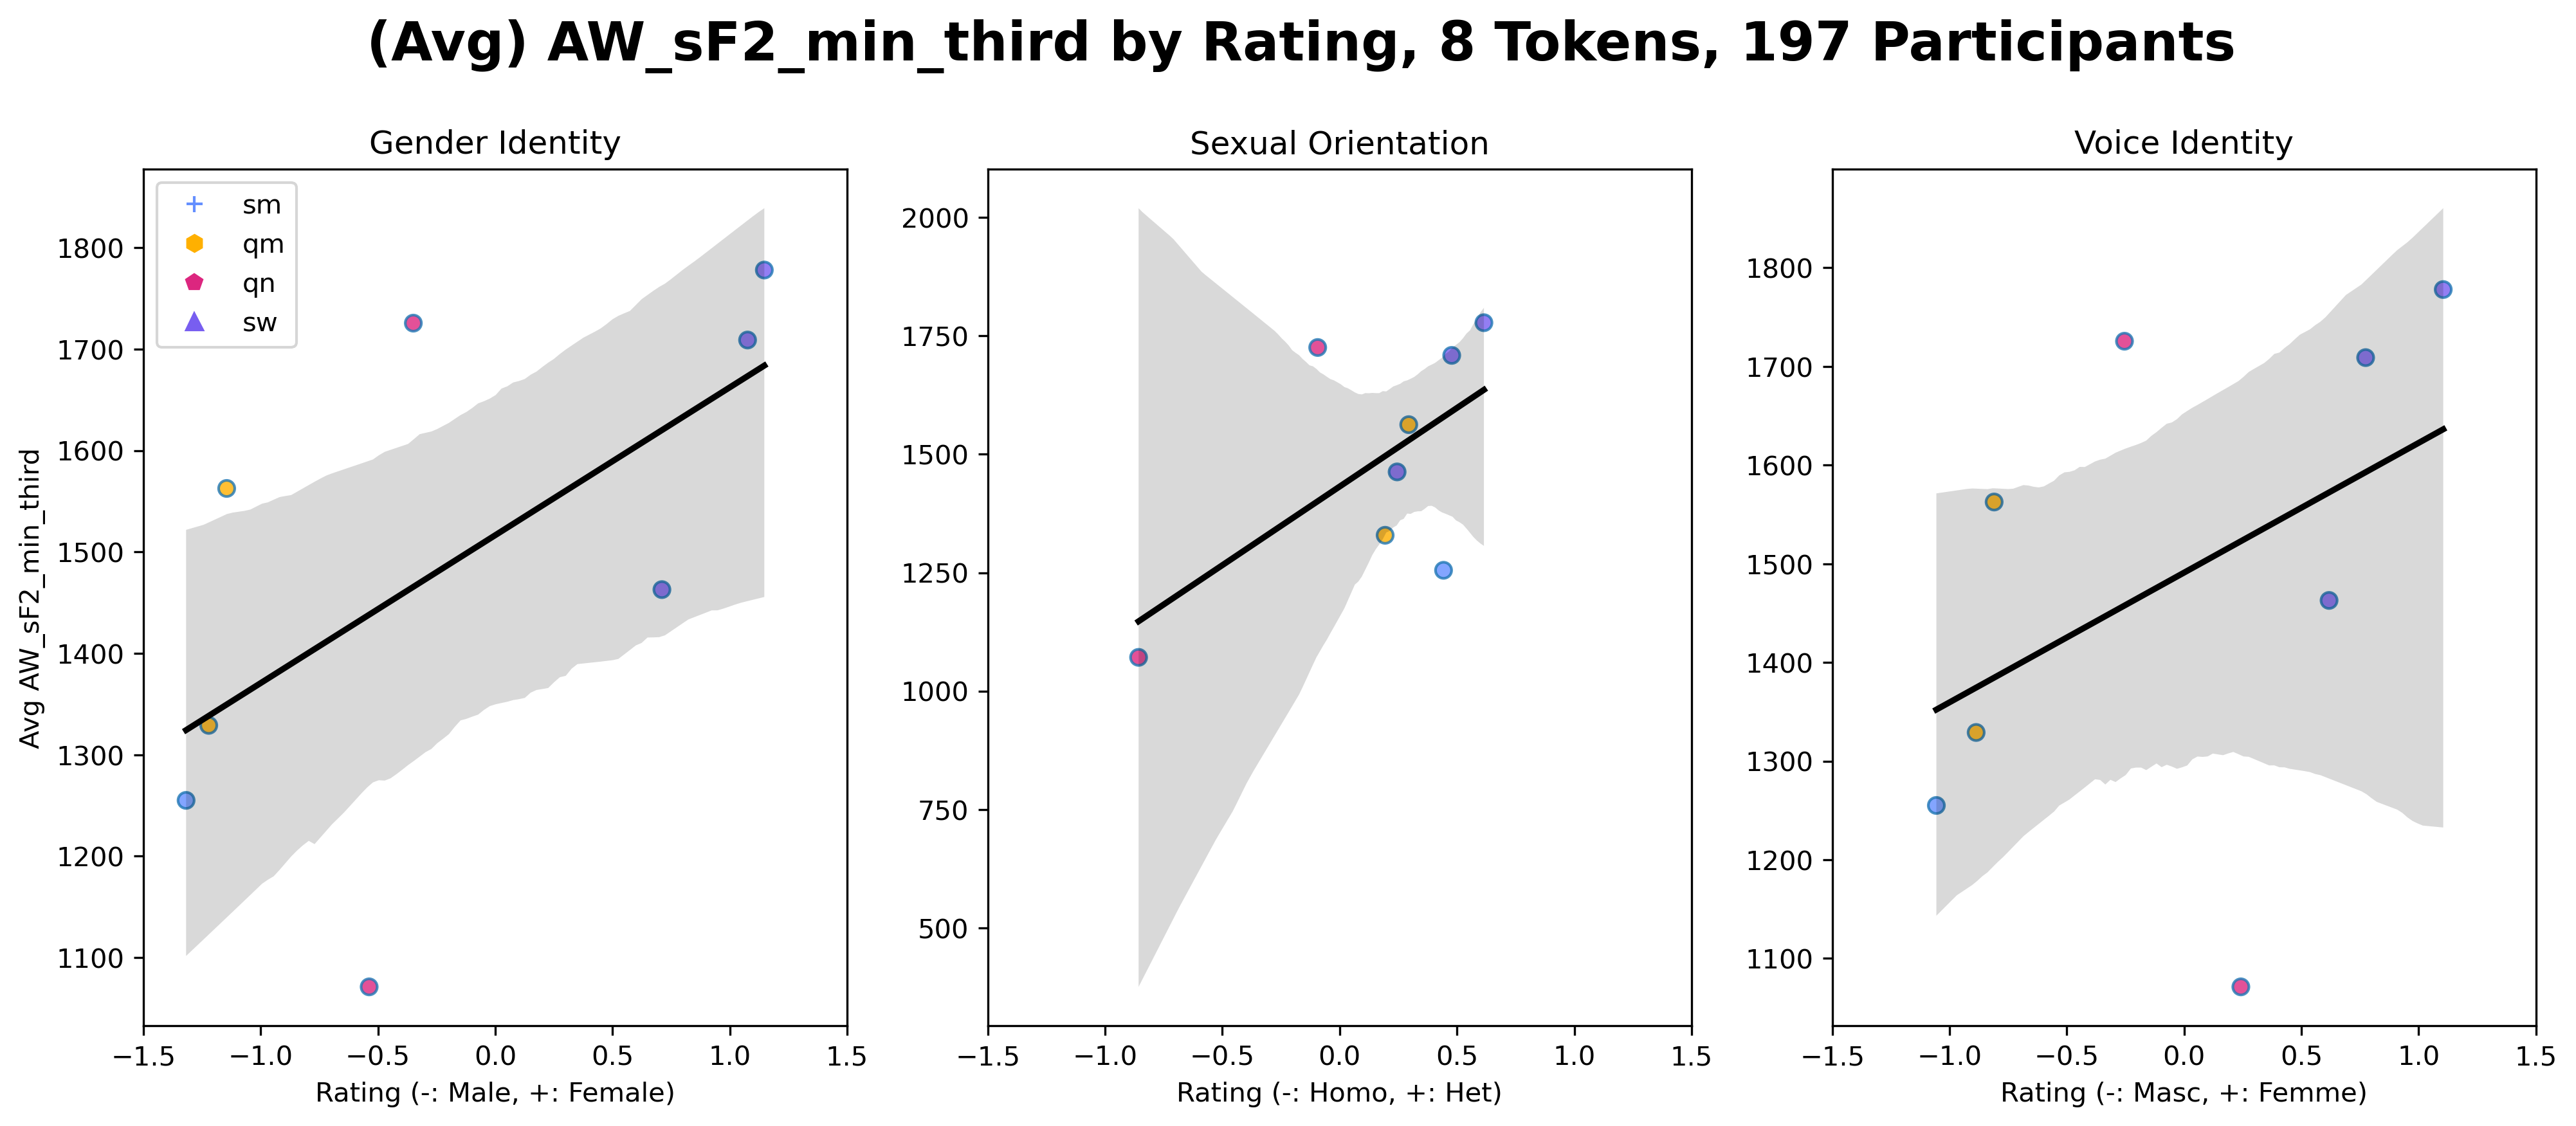 (Avg) AW_sF2_min_third by Rating, 8 Tokens, 197 Participants
Gender Identity
sm
qm
qn
sw
1800
1700
1600
1500
1400
1300
1200
1100
Avg AW_sF2_min_third
−1.5 −1.0 −0.5 0.0 0.5 1.0 1.5
Rating (-: Male, +: Female)
Sexual Orientation
2000
1750
1500
1250
1000
750
500
−1.5 −1.0 −0.5 0.0 0.5 1.0 1.5
Rating (-: Homo, +: Het)
Voice Identity
1800
1700
1600
1500
1400
1300
1200
1100
−1.5 −1.0 −0.5 0.0 0.5 1.0 1.5
Rating (-: Masc, +: Femme)